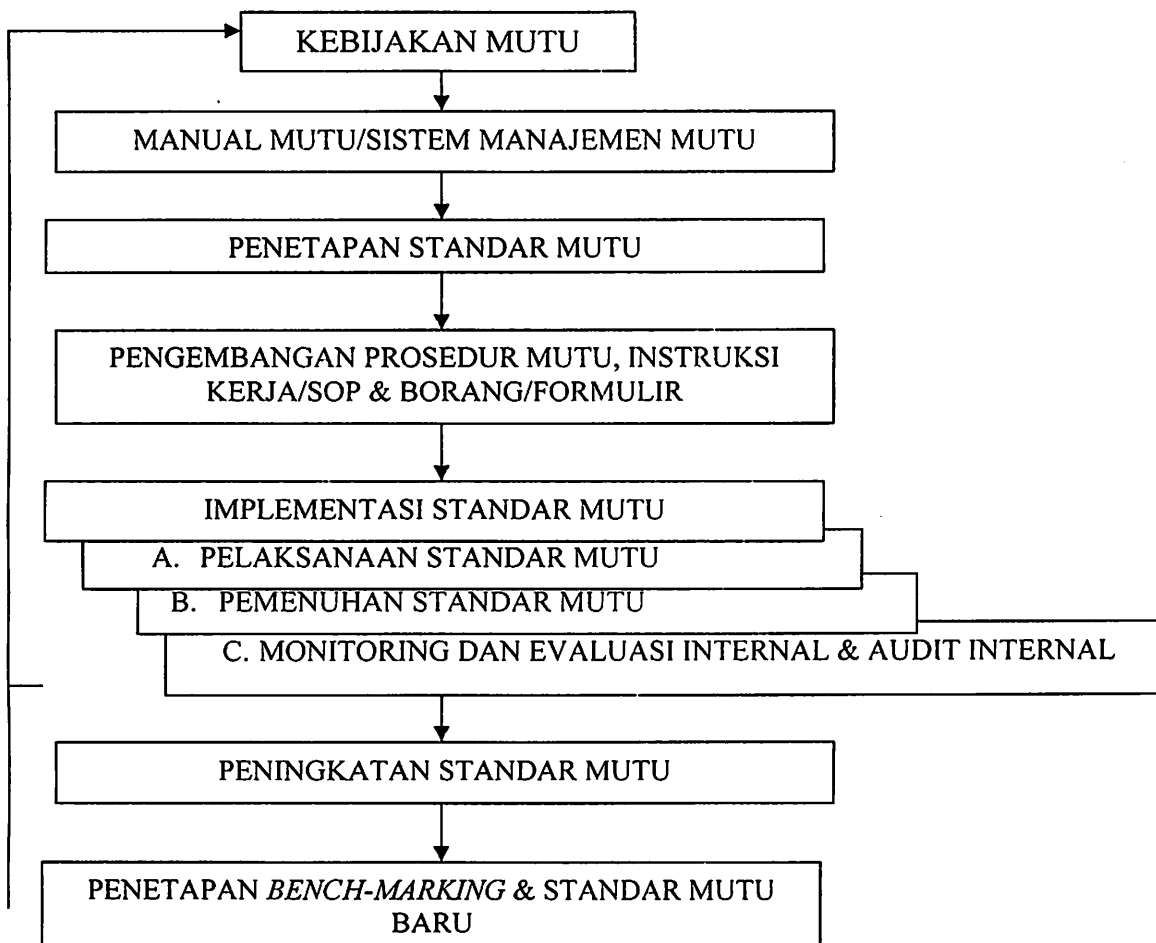 KEBIJAKAN MUTU
MANUAL MUTU/SISTEM MANAJEMEN MUTU
PENETAPAN STANDAR MUTU
PENGEMBANGAN PROSEDUR MUTU, INSTRUKSI
KERJA/SOP & BORANG/FORMULIR
IMPLEMENTASI STANDAR MUTU
A. PELAKSANAAN STANDAR MUTU
B. PEMENUHAN STANDAR MUTU
C. MONITORING DAN EVALUASI INTERNAL & AUDIT INTERNAL
PENINGKATAN STANDAR MUTU
PENETAPAN BENCH-MARKING & STANDAR MUTU
BARU